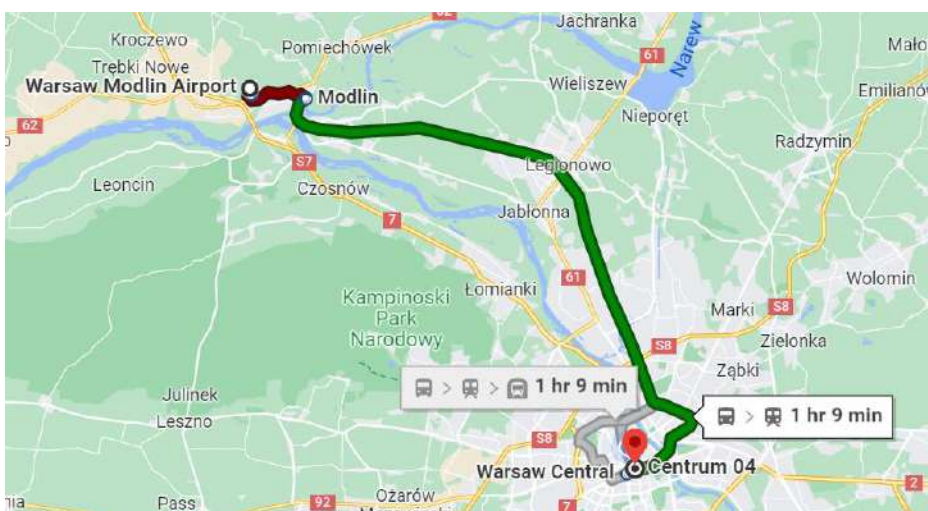 Jachranka
Kroczewo
Pomiechówek
61
Narew
Trębki Nowe
Warsaw Modlin Airport
Modlin
Wieliszew
Emilianów
62
Nieporęt
Radzymin
S7
Legionowo
Leoncin
Czosnów
Jabłonna
7
61
Łomianki
Wołomin
Kampinoski
Park
Narodowy
Marki
S8
S8
Zielonka
Ząbki
1 hr 9 min
Julinek
1 hr 9 min
Leszno
S8
Warsaw Central
Centrum 04
92
Ożarów
7
2
Pass